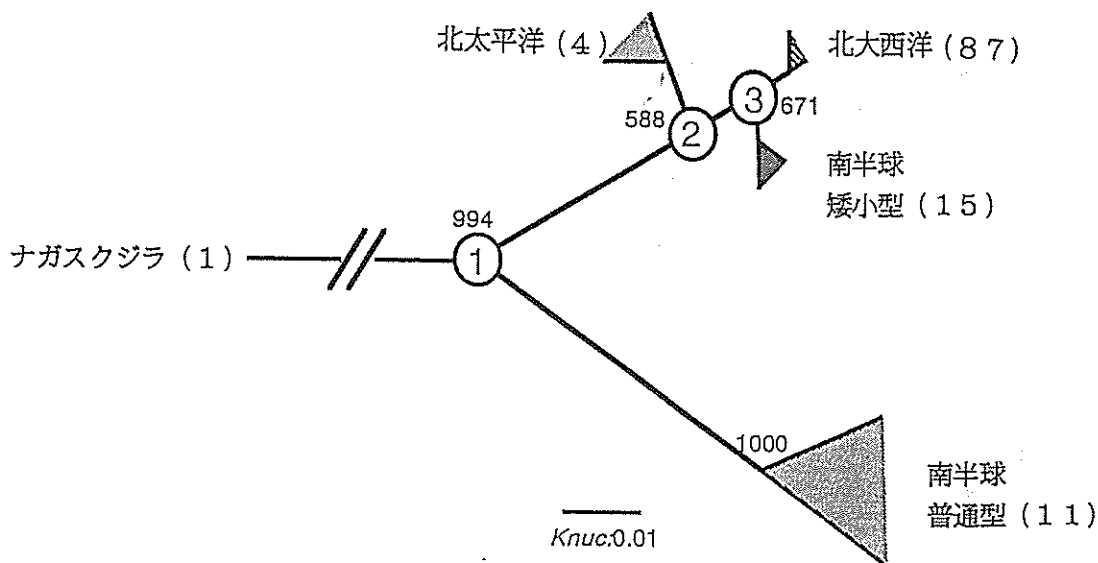 北太平洋 (4)
北大西洋 (87)
588
②
③
671
南半球
矮小型 (15)
994
ナガスクジラ (1)
①
1000
南半球
普通型 (11)
Knuc:0.01